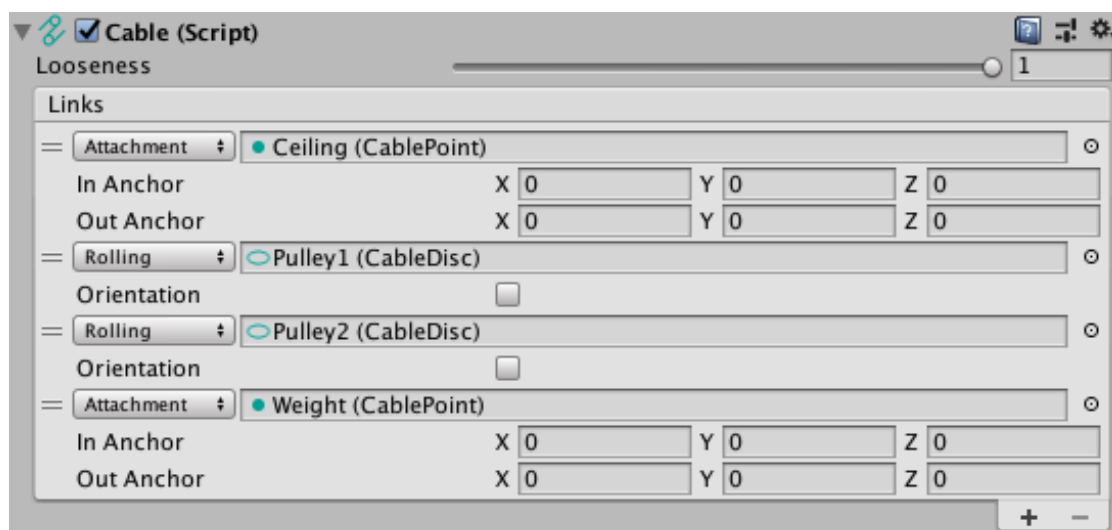 Cable (Script)
Looseness 1
Links
Attachment Ceiling (CablePoint)
In Anchor X 0 Y 0 Z 0
Out Anchor X 0 Y 0 Z 0
Rolling Pulley1 (CableDisc)
Orientation
Rolling Pulley2 (CableDisc)
Orientation
Attachment Weight (CablePoint)
In Anchor X 0 Y 0 Z 0
Out Anchor X 0 Y 0 Z 0
+ −